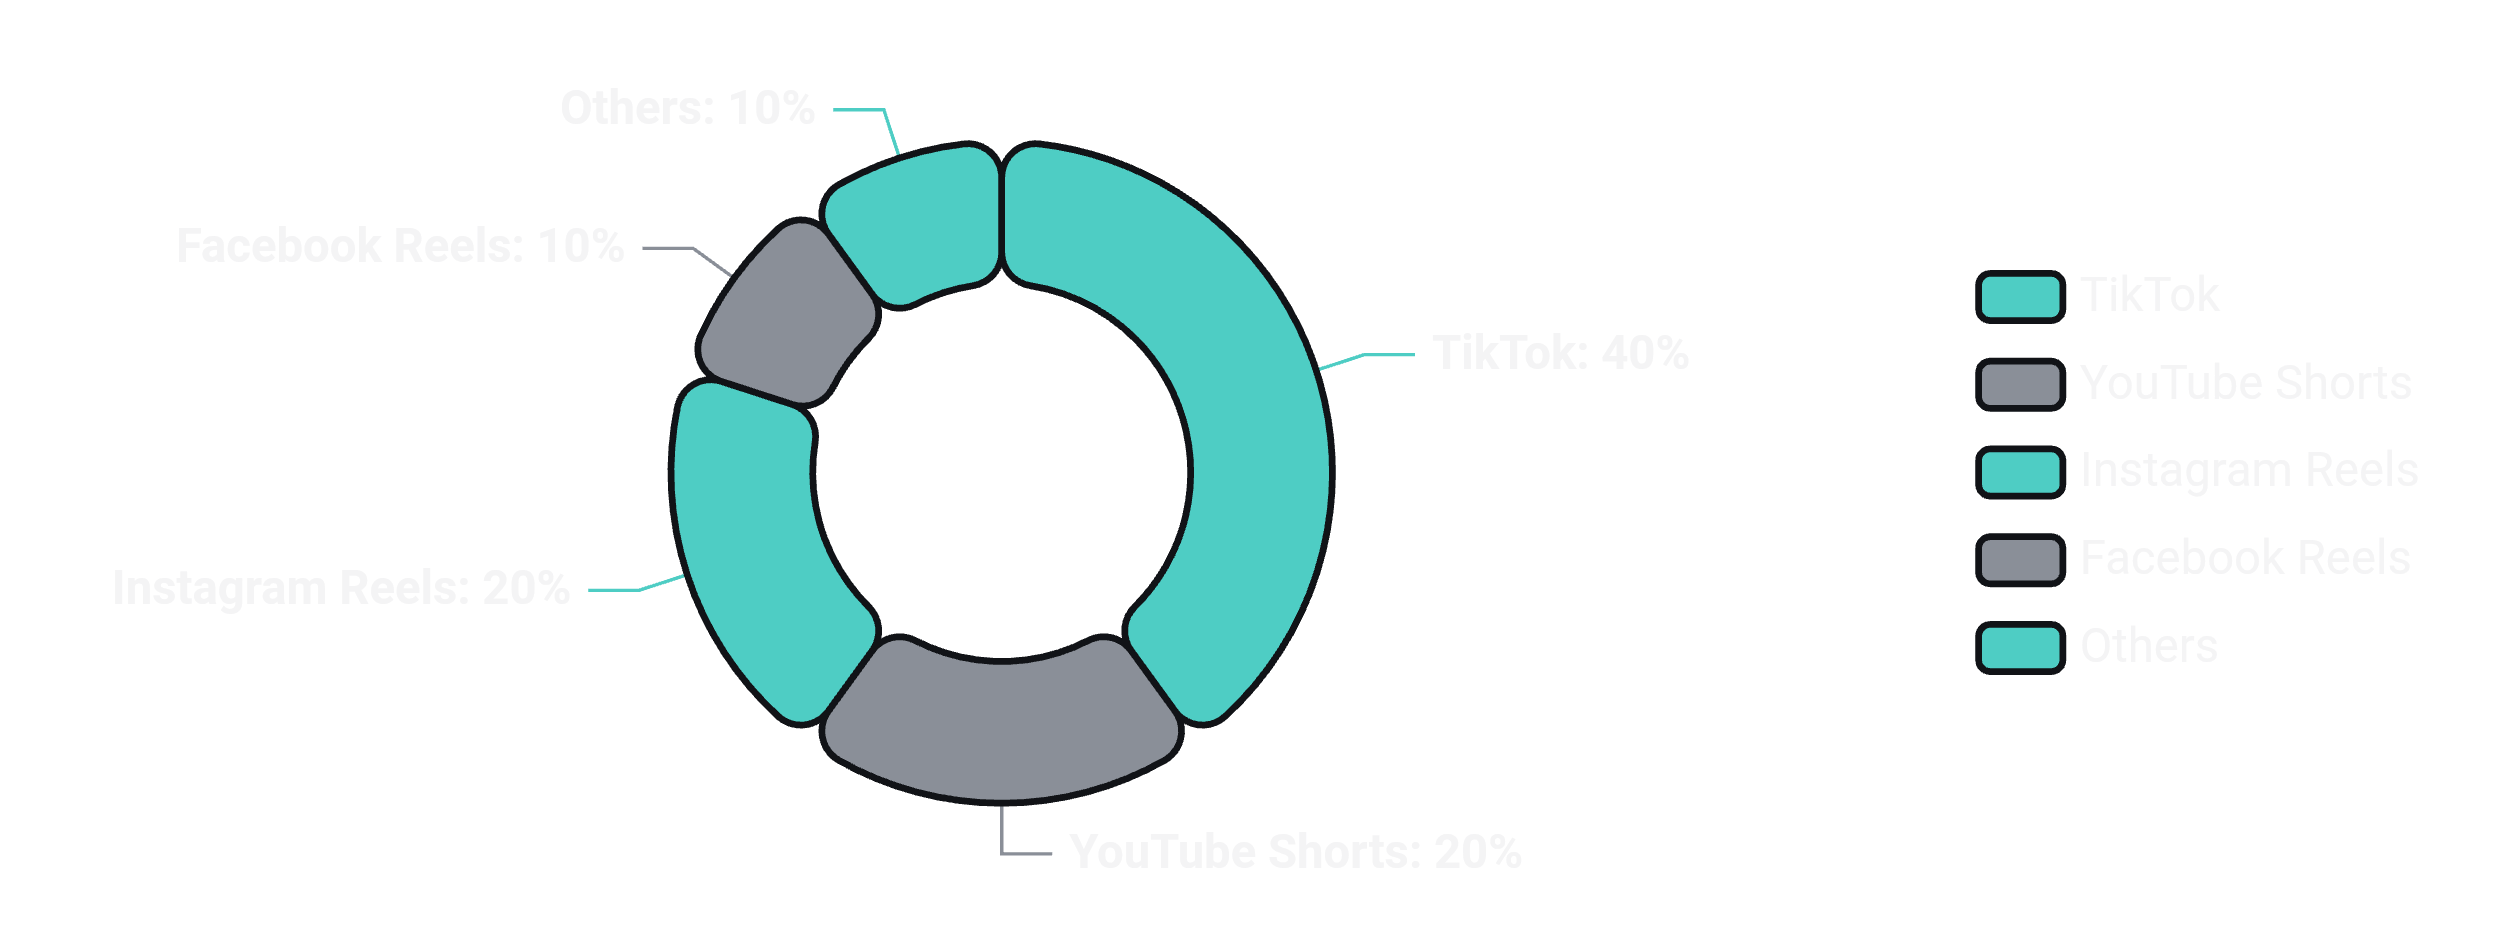 Others: 10%
Facebook Reels: 10%
TikTok: 40%
Instagram Reels: 20%
YouTube Shorts: 20%
TikTok
YouTube Shorts
Instagram Reels
Facebook Reels
Others